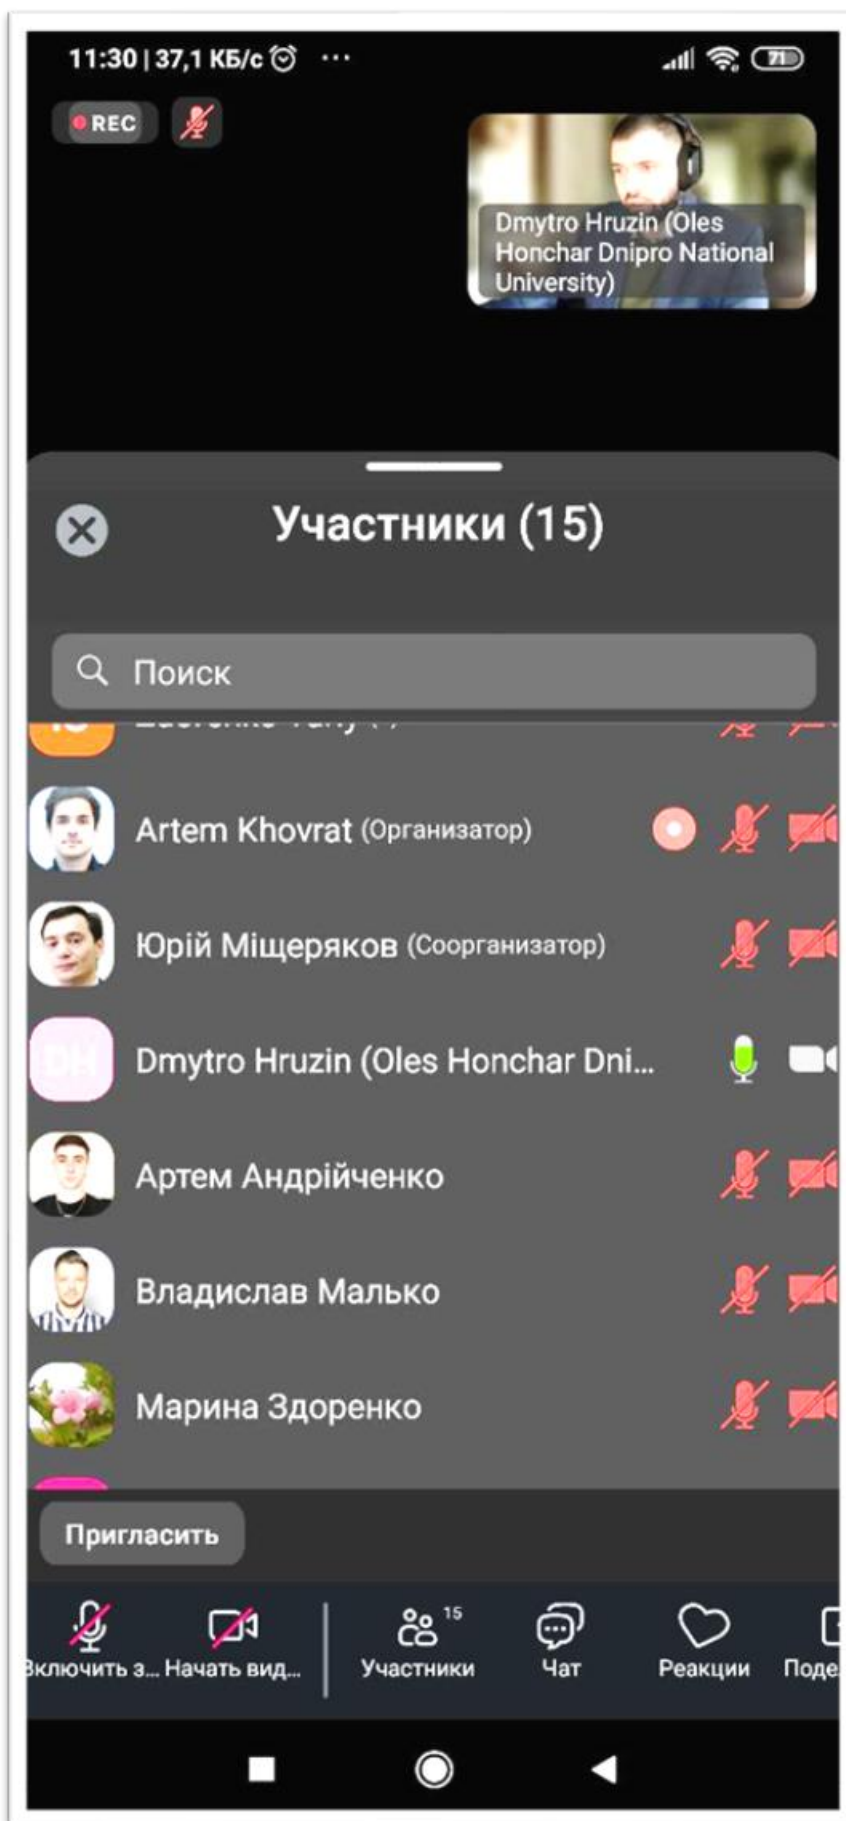 11:30 | 37,1 КБ/с ...
71
REC
Dmytro Hruzin (Oles
Honchar Dnipro National
University)
Участники (15)
Поиск
Artem Khovrat (Организатор)
Юрій Міщеряков (Соорганизатор)
DH
Dmytro Hruzin (Oles Honchar Dni...
Артем Андрійченко
Владислав Малько
Марина Здоренко
Пригласить
15
Включить з... Начать вид... Участники Чат Реакции Поде